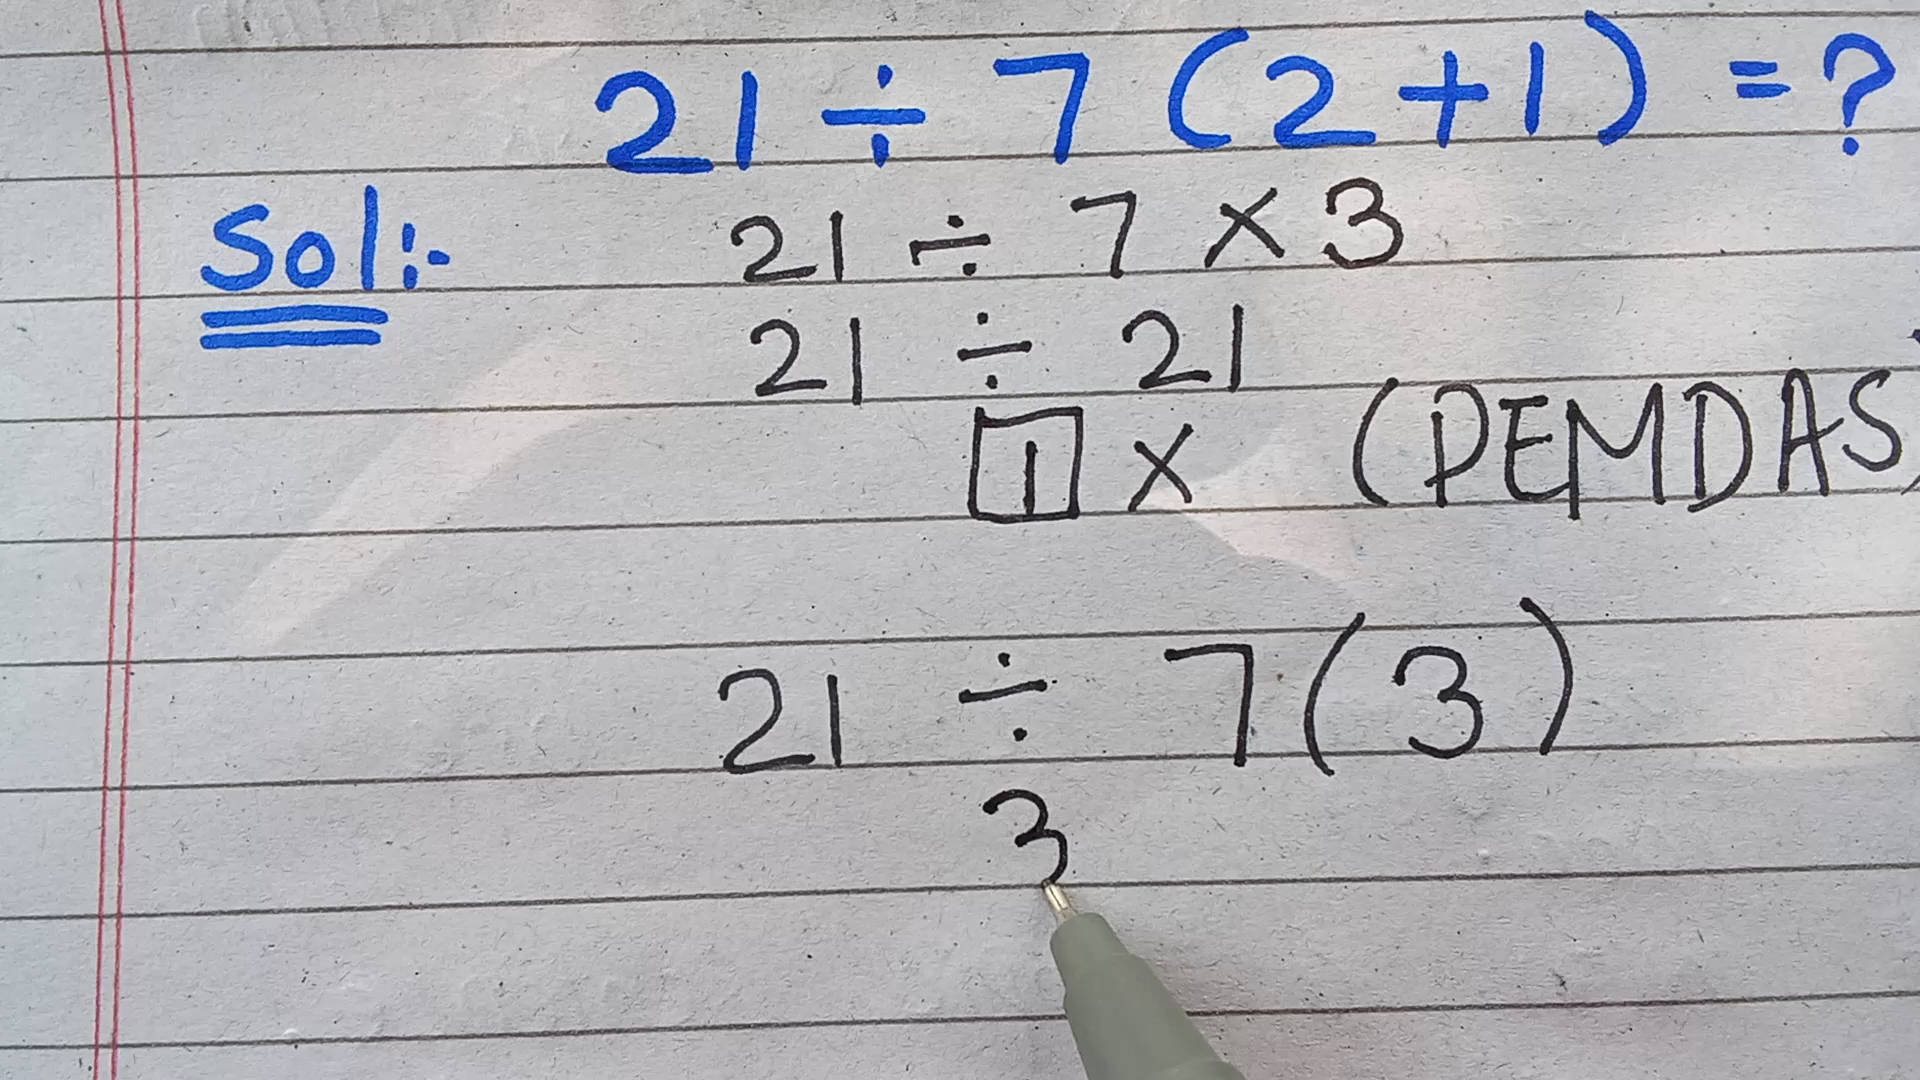 21 ÷ 7 (2+1) = ?
Sol:-
21 ÷ 7 × 3
21 ÷ 21
1 × (PEMDAS)
21 ÷ 7(3)
3